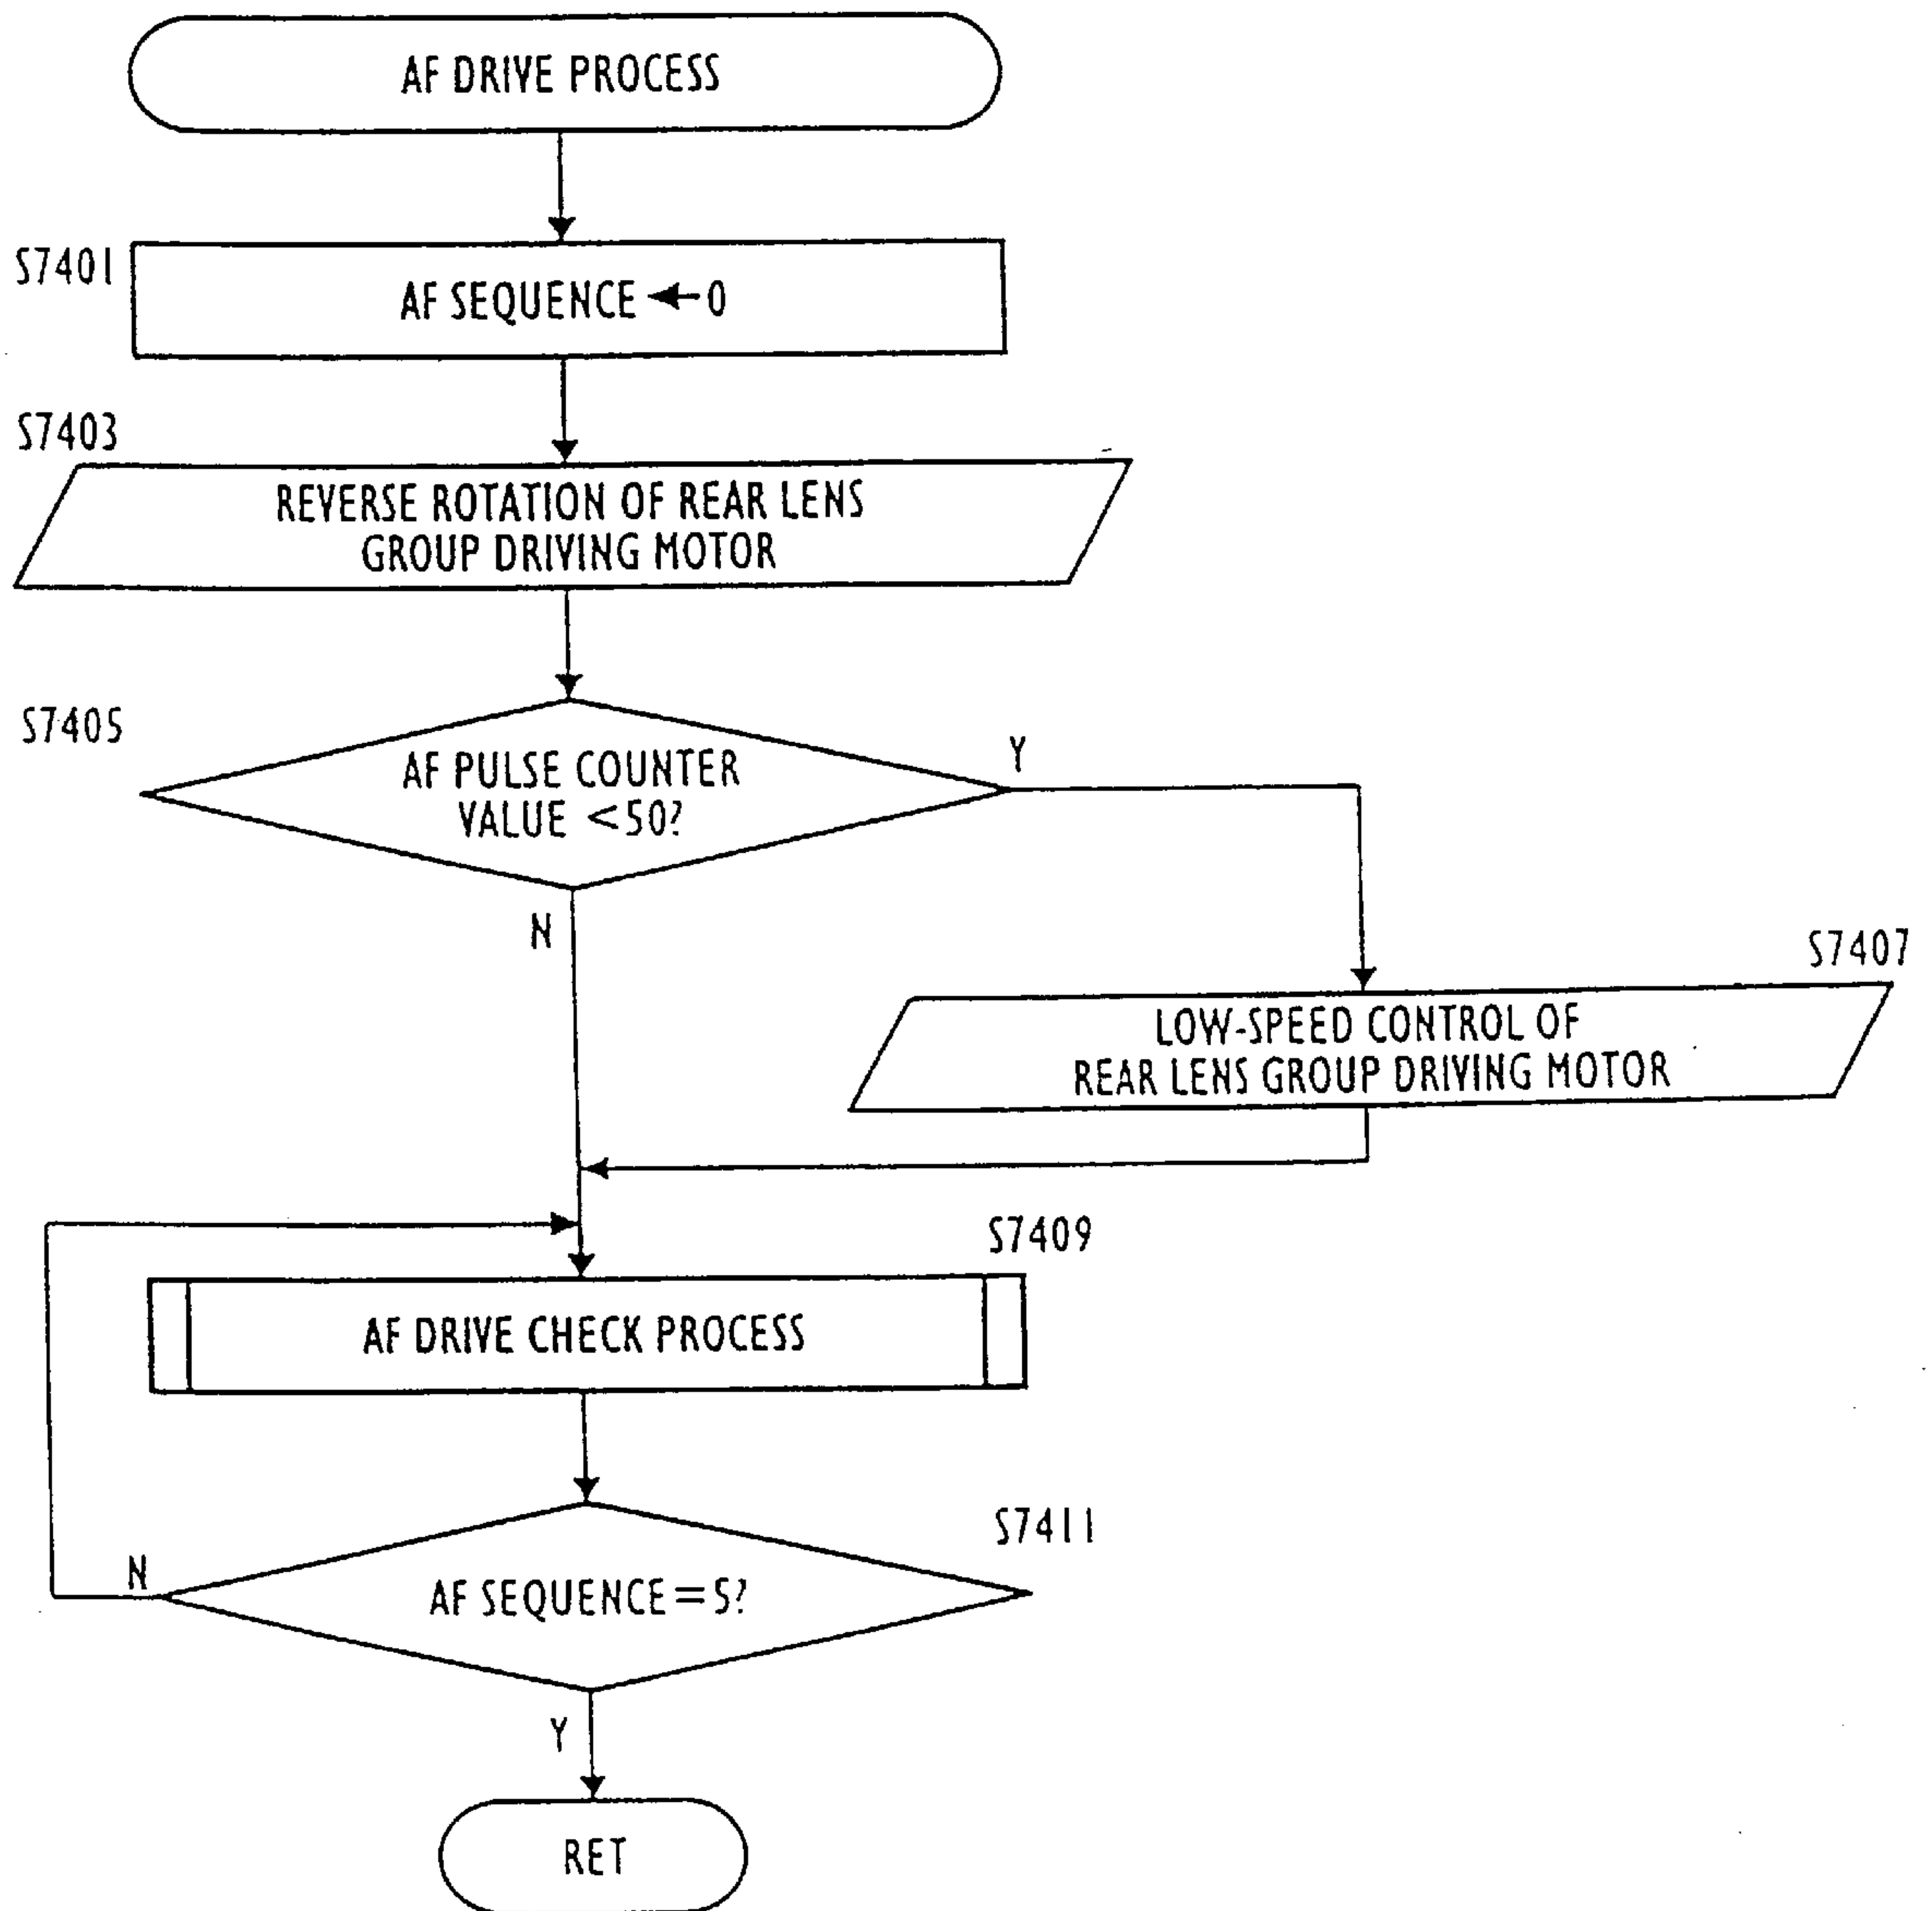 AF DRIVE PROCESS
S7401
AF SEQUENCE ← 0
S7403
REVERSE ROTATION OF REAR LENS
GROUP DRIVING MOTOR
S7405
AF PULSE COUNTER
VALUE <50?
Y
N
S7407
LOW-SPEED CONTROL OF
REAR LENS GROUP DRIVING MOTOR
S7409
AF DRIVE CHECK PROCESS
S7411
AF SEQUENCE=5?
N
Y
RET